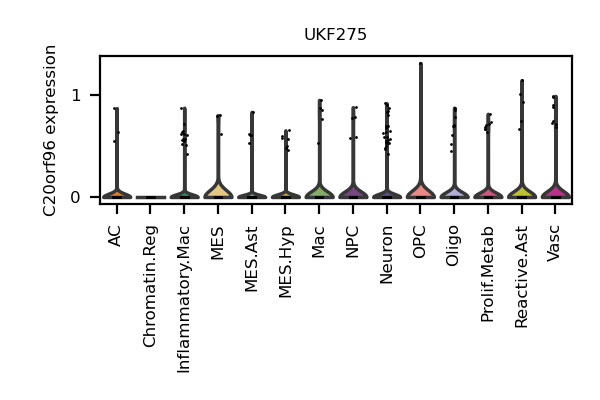 UKF275
C20orf96 expression
1
0
AC
Chromatin.Reg
Inflammatory.Mac
MES
MES.Ast
MES.Hyp
Mac
NPC
Neuron
OPC
Oligo
Prolif.Metab
Reactive.Ast
Vasc